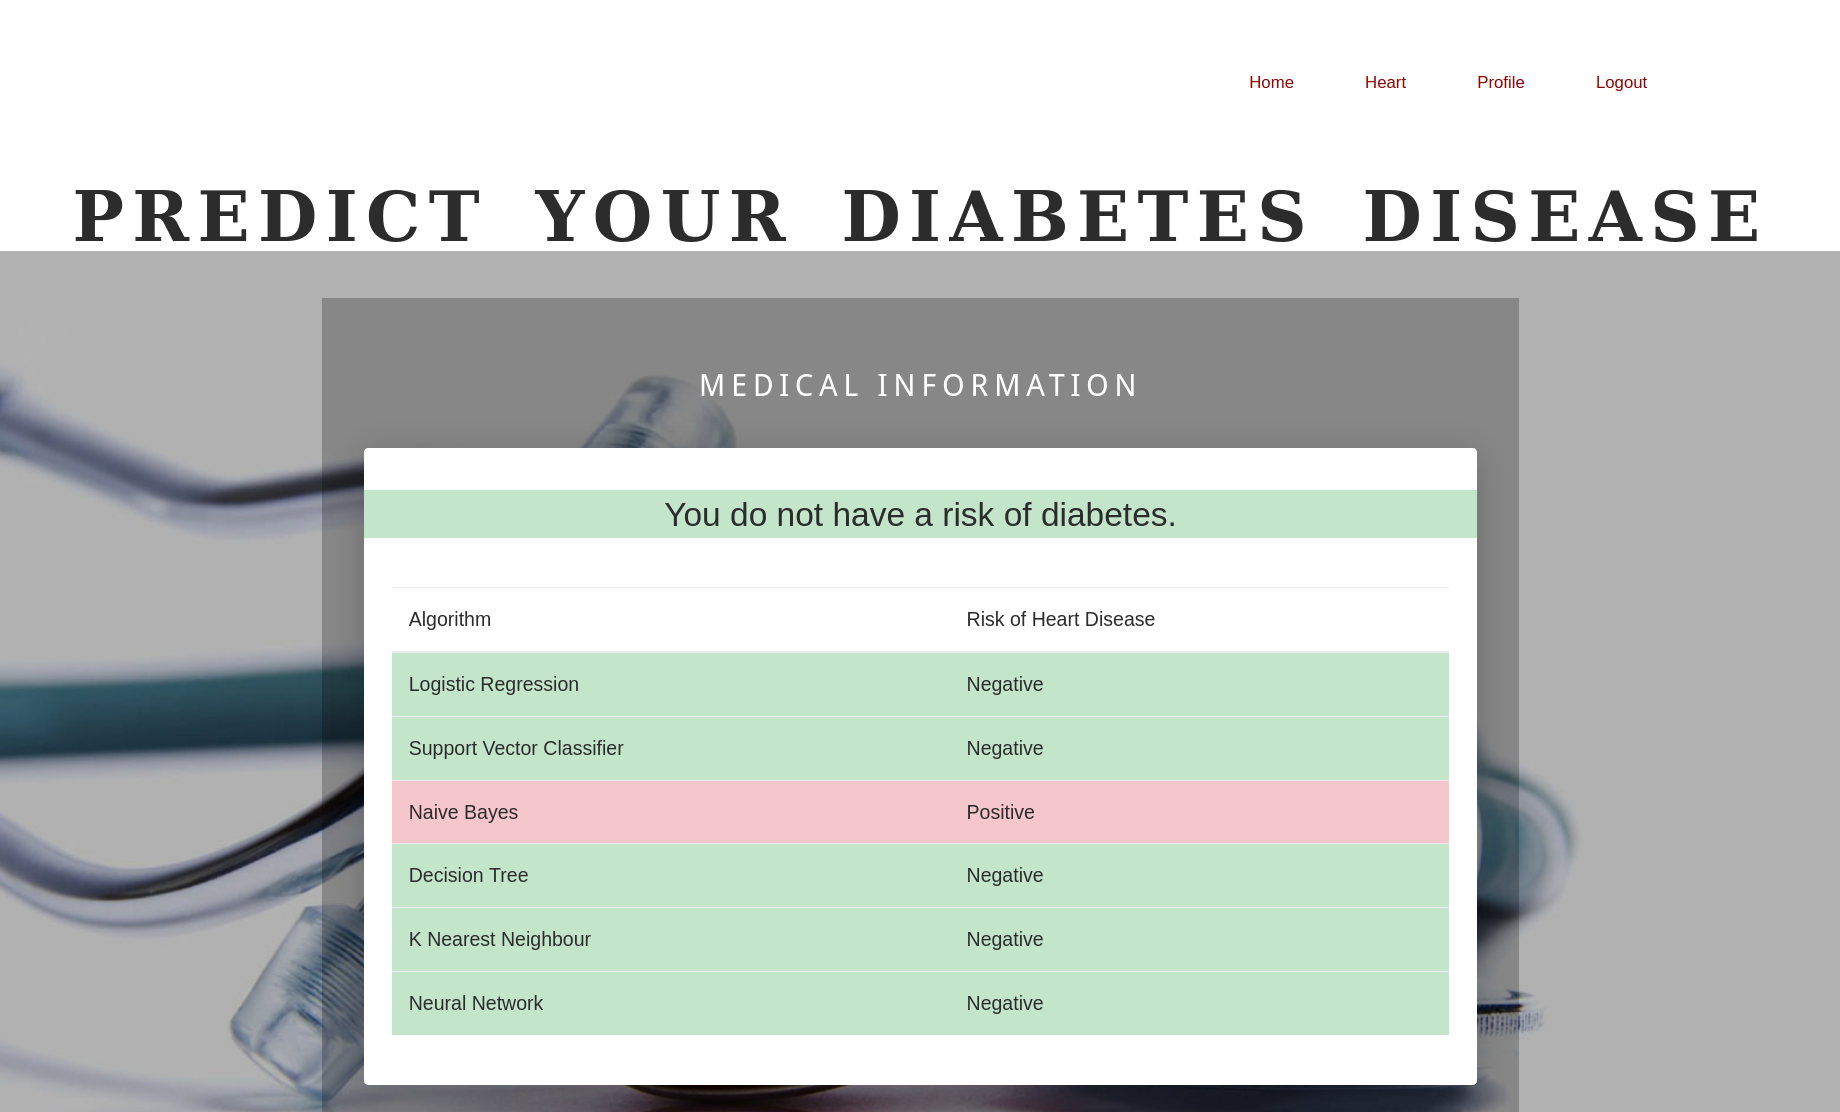 Home Heart Profile Logout
PREDICT YOUR DIABETES DISEASE
MEDICAL INFORMATION
You do not have a risk of diabetes.
Algorithm Risk of Heart Disease
Logistic Regression Negative
Support Vector Classifier Negative
Naive Bayes Positive
Decision Tree Negative
K Nearest Neighbour Negative
Neural Network Negative